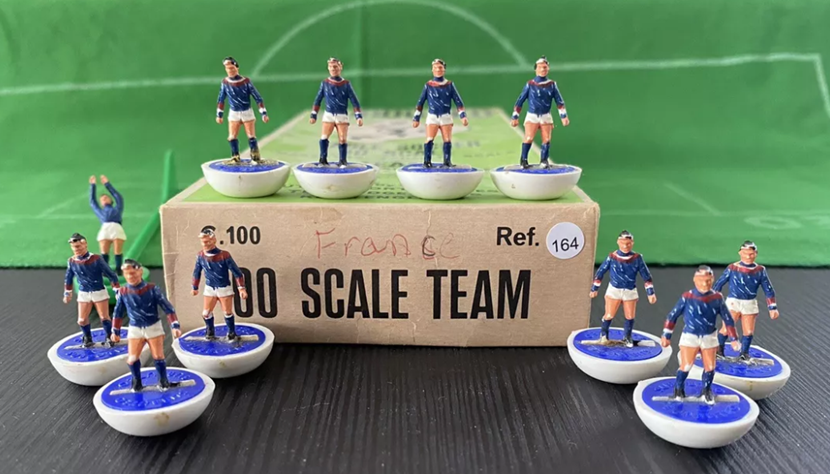 .100
France
Ref. 164
00 SCALE TEAM